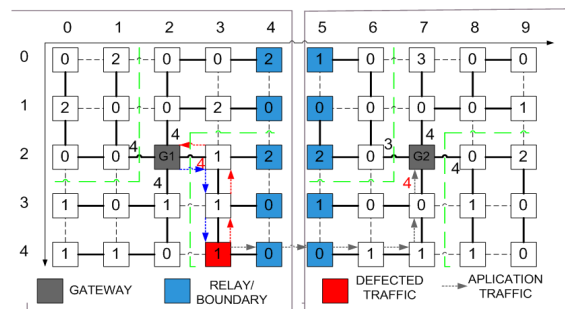 0 1 2 3 4 5 6 7 8 9
0 0 2 0 0 2 1 0 3 0 0
1 2 0 0 2 0 0 0 0 0 1
4 4
4 3
2 0 0 G1 4 1 2 2 0 G2 4 0 2
4 4
3 1 0 1 1 0 1 0 0 0 0
4 1 1 0 1 0 0 1 1 0 0
GATEWAY
RELAY/
BOUNDARY
DEFECTED
TRAFFIC
APLICATION
TRAFFIC